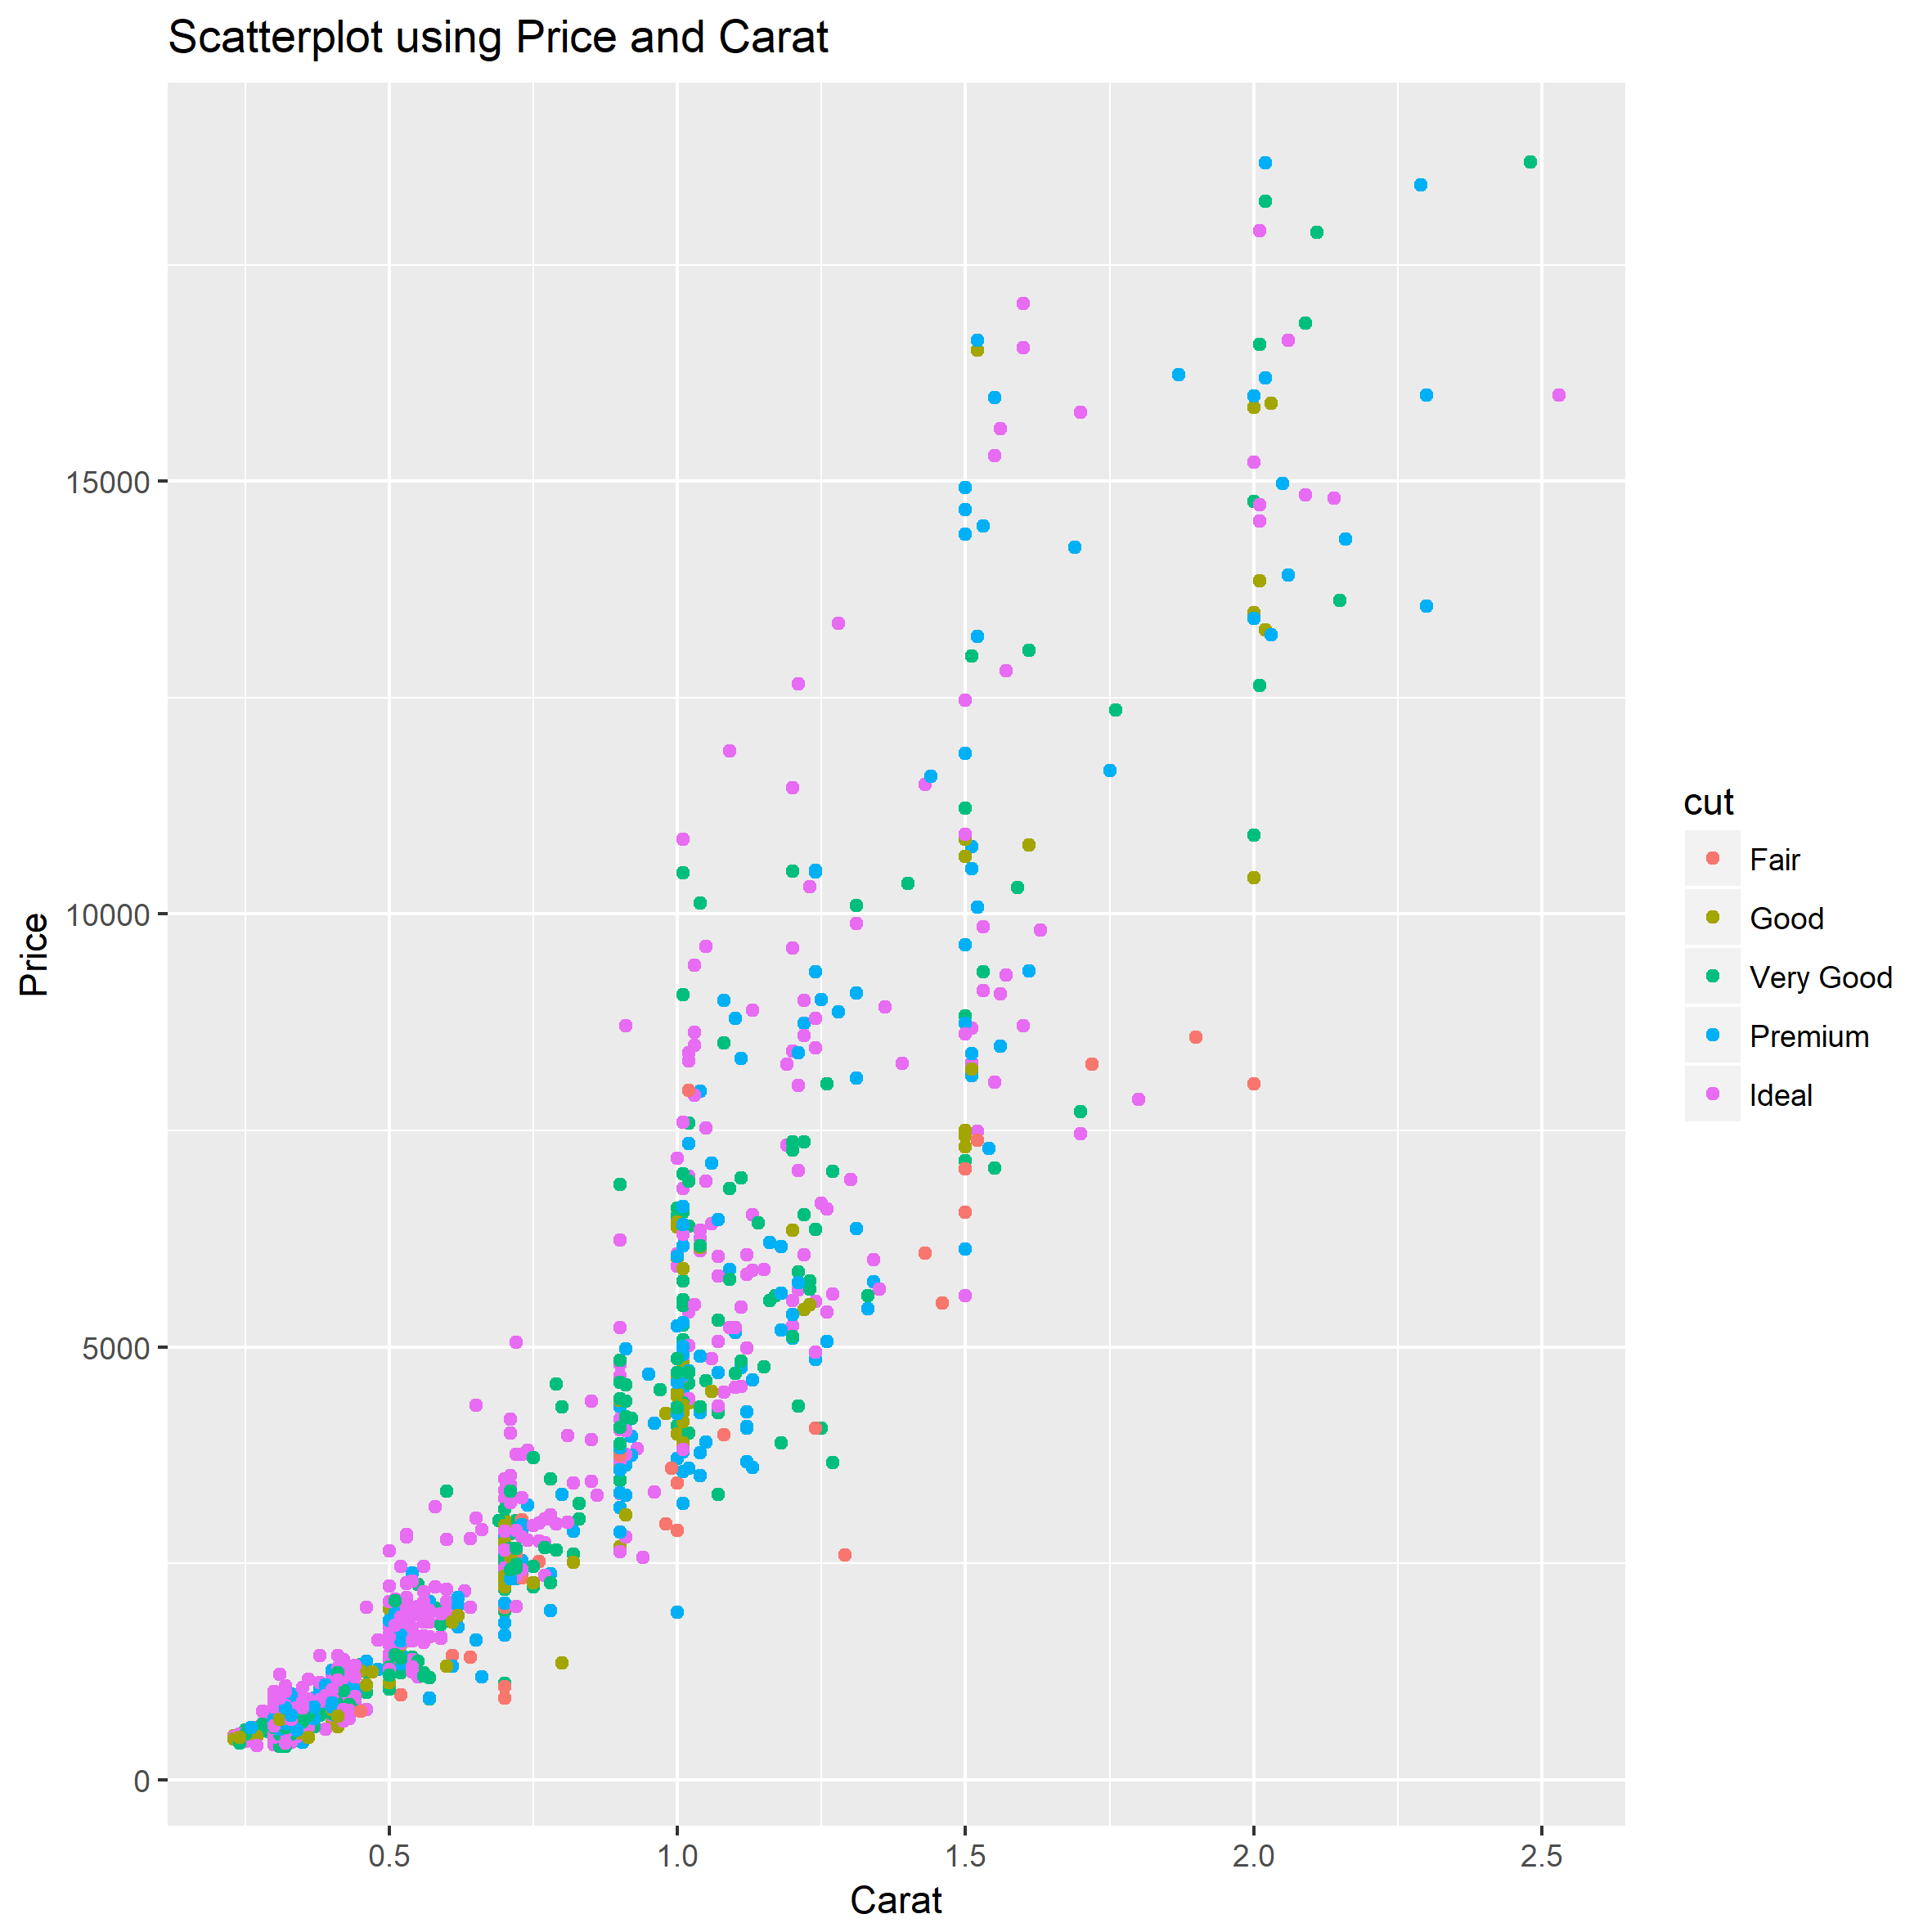 Scatterplot using Price and Carat
15000
10000
5000
0
Price
0.5 1.0 1.5 2.0 2.5
Carat
cut
Fair
Good
Very Good
Premium
Ideal